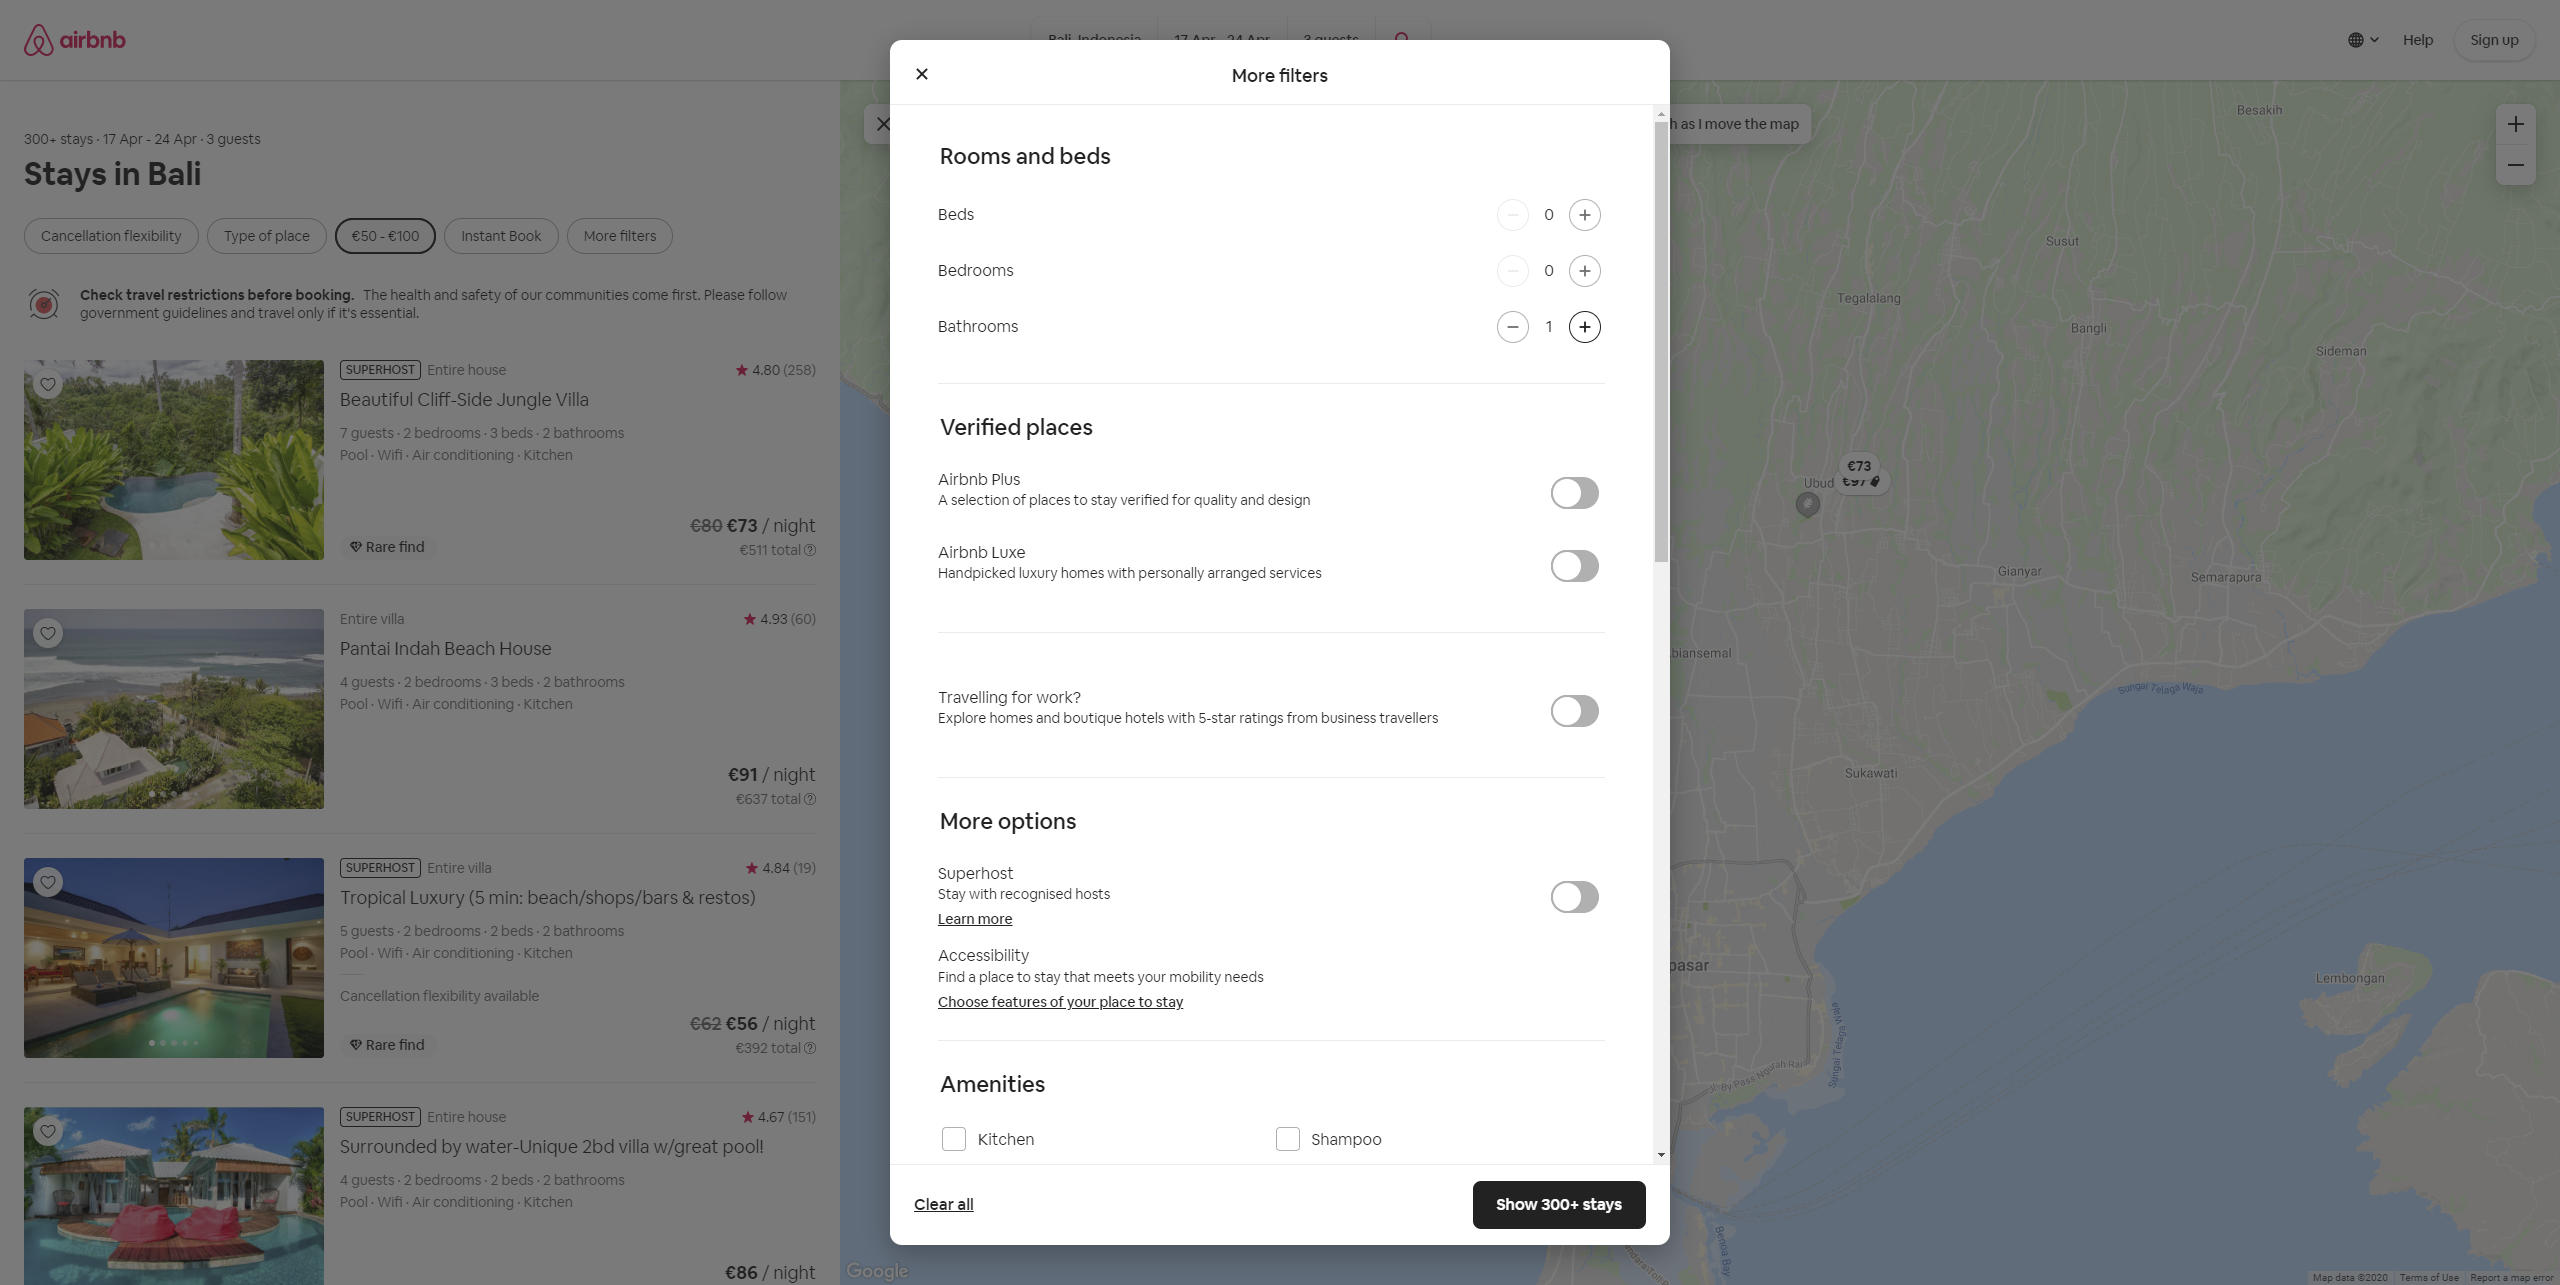 airbnb
Bali, Indonesia
17 Apr - 24 Apr
3 guests
Help
Sign up
300+ stays · 17 Apr - 24 Apr · 3 guests
Stays in Bali
Cancellation flexibility
Type of place
€50 - €100
Instant Book
More filters
Check travel restrictions before booking. The health and safety of our communities come first. Please follow
government guidelines and travel only if it's essential.
SUPERHOST Entire house
4.80 (258)
Beautiful Cliff-Side Jungle Villa
7 guests · 2 bedrooms · 3 beds · 2 bathrooms
Pool · Wifi · Air conditioning · Kitchen
€80 €73 / night
Rare find
€511 total
Entire villa
4.93 (60)
Pantai Indah Beach House
4 guests · 2 bedrooms · 3 beds · 2 bathrooms
Pool · Wifi · Air conditioning · Kitchen
€91 / night
€637 total
SUPERHOST Entire villa
4.84 (19)
Tropical Luxury (5 min: beach/shops/bars & restos)
5 guests · 2 bedrooms · 2 beds · 2 bathrooms
Pool · Wifi · Air conditioning · Kitchen
Cancellation flexibility available
€62 €56 / night
Rare find
€392 total
SUPERHOST Entire house
4.67 (151)
Surrounded by water-Unique 2bd villa w/great pool!
4 guests · 2 bedrooms · 2 beds · 2 bathrooms
Pool · Wifi · Air conditioning · Kitchen
€86 / night
More filters
Rooms and beds
Beds
0
Bedrooms
0
Bathrooms
1
Verified places
Airbnb Plus
A selection of places to stay verified for quality and design
Airbnb Luxe
Handpicked luxury homes with personally arranged services
Travelling for work?
Explore homes and boutique hotels with 5-star ratings from business travellers
More options
Superhost
Stay with recognised hosts
Learn more
Accessibility
Find a place to stay that meets your mobility needs
Choose features of your place to stay
Amenities
Kitchen
Shampoo
Clear all
Show 300+ stays
h as I move the map
Besakih
Susut
Tegalalang
Bangli
Sideman
€73
Ubud
€97
Gianyar
Semarapura
biansemal
Sungai Telaga Waja
Sukawati
pasar
Lembongan
Sungai Telaga Waja
Jl. By Pass Ngurah Rai
Benoa Bay
Google
Map data ©2020
Terms of Use
Report a map error